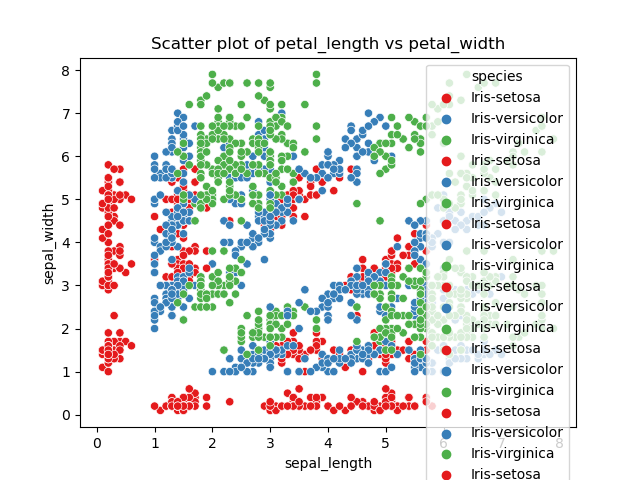 Scatter plot of petal_length vs petal_width
sepal_width
8
7
6
5
4
3
2
1
0
species
Iris-setosa
Iris-versicolor
Iris-virginica
Iris-setosa
Iris-versicolor
Iris-virginica
Iris-setosa
Iris-versicolor
Iris-virginica
Iris-setosa
Iris-versicolor
Iris-virginica
Iris-setosa
Iris-versicolor
Iris-virginica
Iris-setosa
Iris-versicolor
Iris-virginica
Iris-setosa
0 1 2 3 4 5 6 7 8
sepal_length